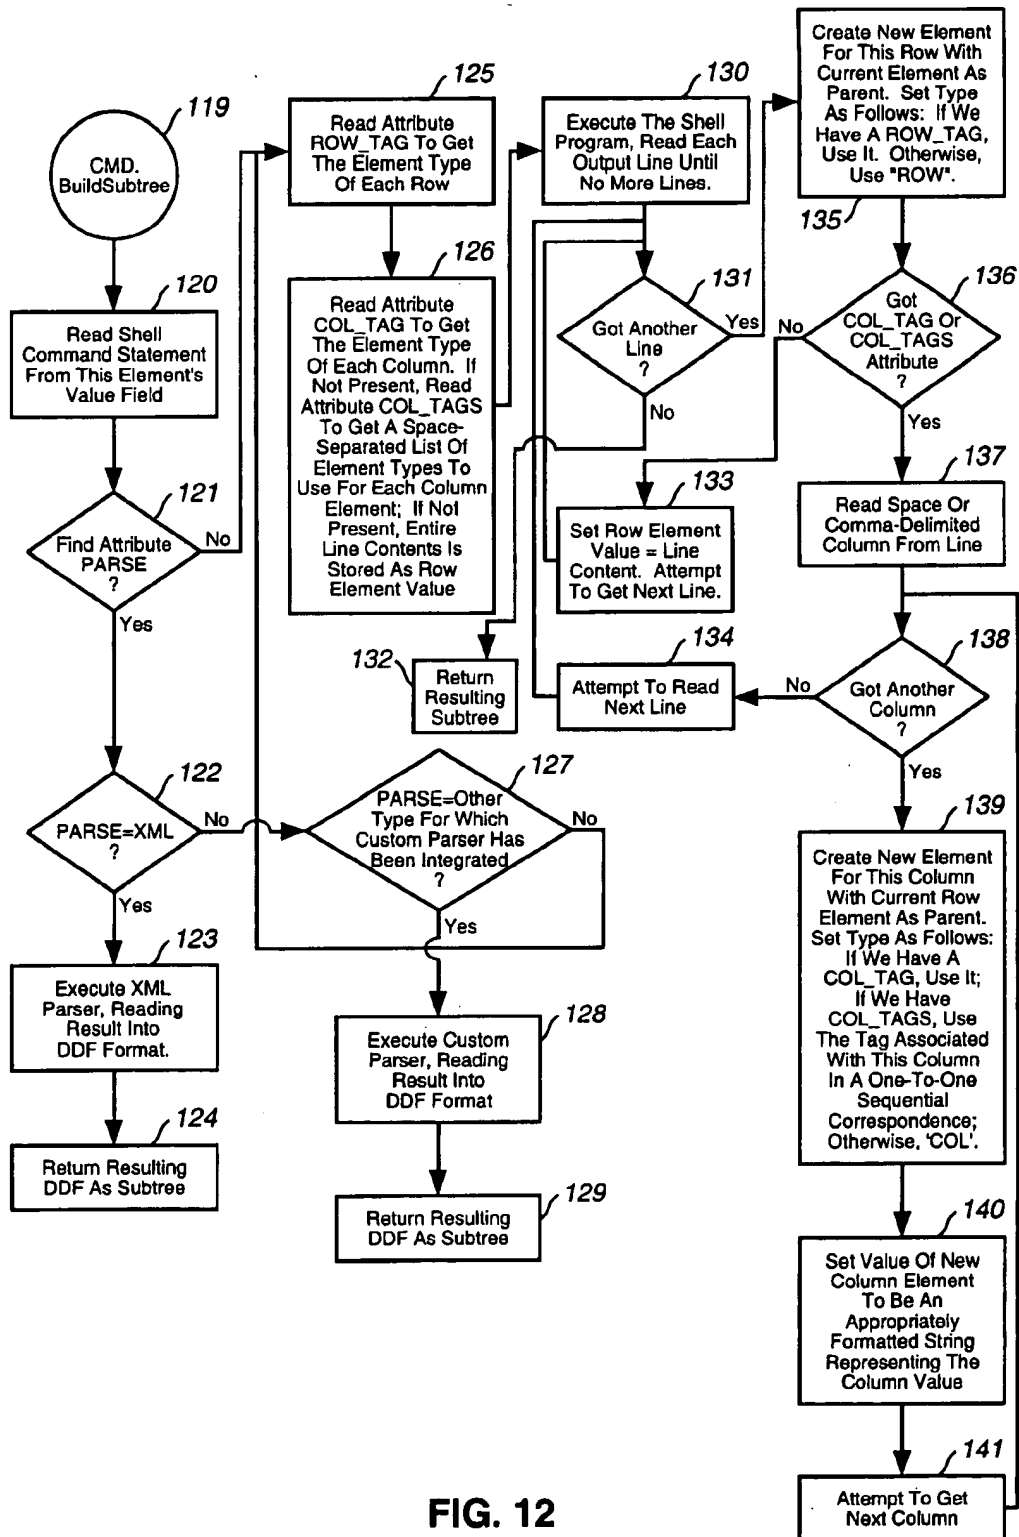 119
CMD.
BuildSubtree
120
Read Shell
Command Statement
From This Element's
Value Field
121
Find Attribute
PARSE
?
No
Yes
122
PARSE=XML
?
No
Yes
123
Execute XML
Parser, Reading
Result Into
DDF Format.
124
Return Resulting
DDF As Subtree
125
Read Attribute
ROW_TAG To Get
The Element Type
Of Each Row
126
Read Attribute
COL_TAG To Get
The Element Type
Of Each Column. If
Not Present, Read
Attribute COL_TAGS
To Get A Space-
Separated List Of
Element Types To
Use For Each Column
Element; If Not
Present, Entire
Line Contents Is
Stored As Row
Element Value
127
PARSE=Other
Type For Which
Custom Parser Has
Been Integrated
?
No
Yes
128
Execute Custom
Parser, Reading
Result Into
DDF Format
129
Return Resulting
DDF As Subtree
130
Execute The Shell
Program, Read Each
Output Line Until
No More Lines.
131
Got Another
Line
?
Yes
No
132
Return
Resulting
Subtree
133
Set Row Element
Value = Line
Content. Attempt
To Get Next Line.
134
Attempt To Read
Next Line
Create New Element
For This Row With
Current Element As
Parent. Set Type
As Follows: If We
Have A ROW_TAG,
Use It. Otherwise,
Use "ROW".
135
136
Got
COL_TAG Or
COL_TAGS
Attribute
?
No
Yes
137
Read Space Or
Comma-Delimited
Column From Line
138
Got Another
Column
?
No
Yes
139
Create New Element
For This Column
With Current Row
Element As Parent.
Set Type As Follows:
If We Have A
COL_TAG, Use It;
If We Have
COL_TAGS, Use
The Tag Associated
With This Column
In A One-To-One
Sequential
Correspondence;
Otherwise, 'COL'.
140
Set Value Of New
Column Element
To Be An
Appropriately
Formatted String
Representing The
Column Value
141
Attempt To Get
Next Column
FIG. 12